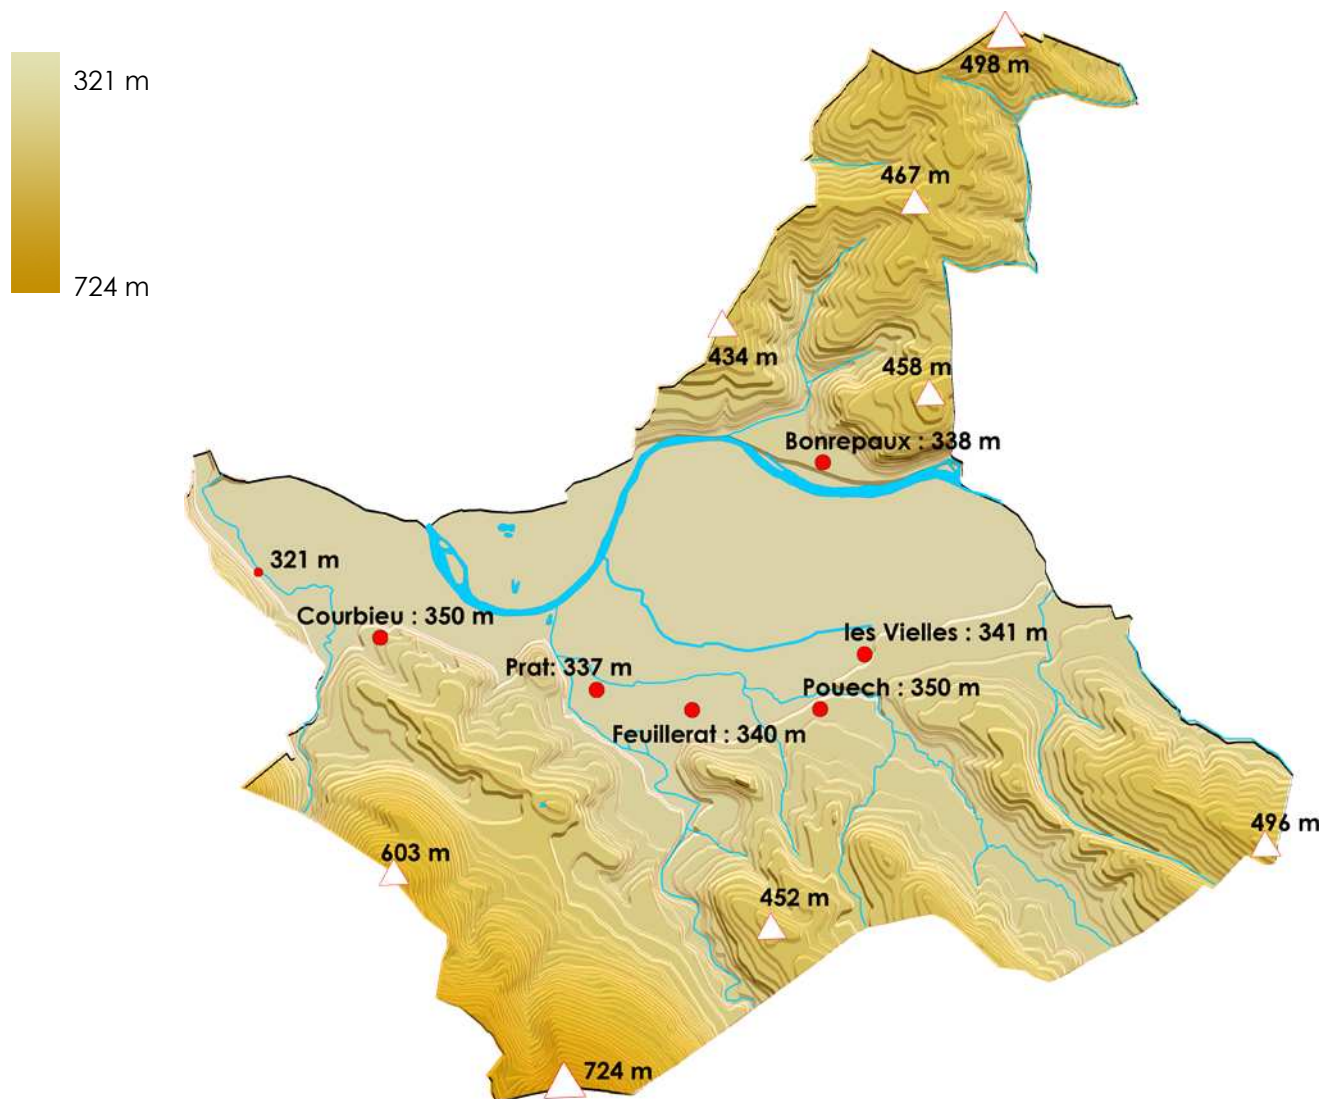 321 m
724 m
498 m
467 m
434 m
458 m
Bonrepaux : 338 m
321 m
Courbieu : 350 m
les Vielles : 341 m
Prat: 337 m
Pouech : 350 m
Feuillerat : 340 m
496 m
603 m
452 m
724 m